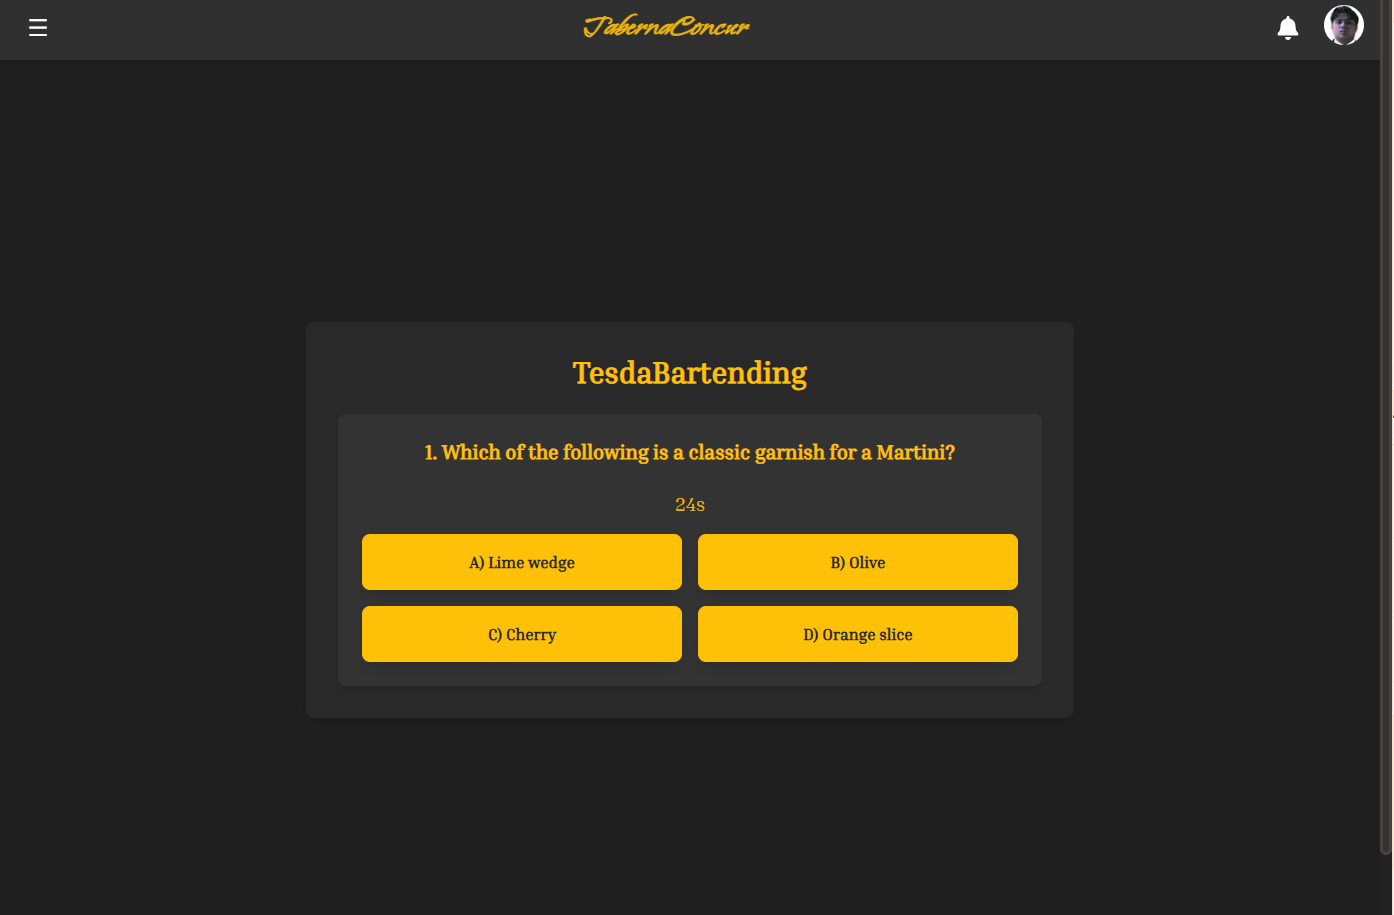 TabernaConcur
TesdaBartending
1. Which of the following is a classic garnish for a Martini?
24s
A) Lime wedge
B) Olive
C) Cherry
D) Orange slice